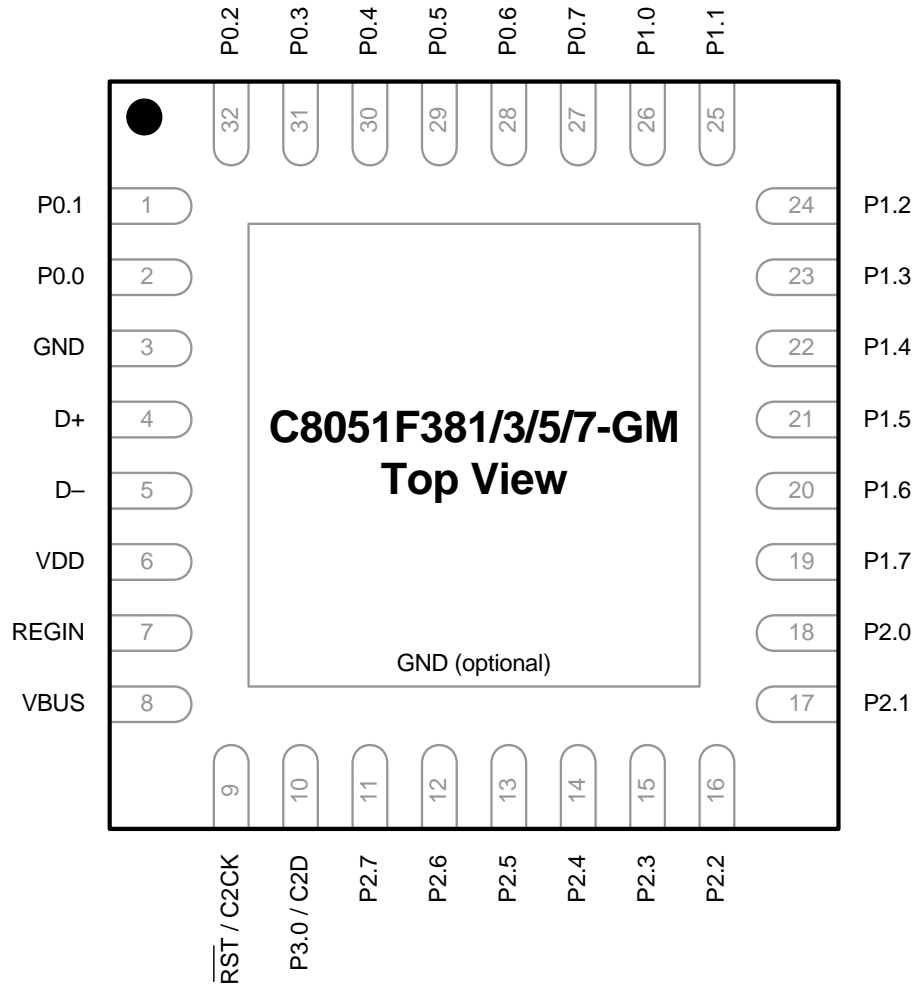 P0.2 P0.3 P0.4 P0.5 P0.6 P0.7 P1.0 P1.1
32 31 30 29 28 27 26 25
P0.1 1 24 P1.2
P0.0 2 23 P1.3
GND 3 22 P1.4
D+ 4 21 P1.5
C8051F381/3/5/7-GM
Top View
D– 5 20 P1.6
VDD 6 19 P1.7
REGIN 7 18 P2.0
GND (optional)
VBUS 8 17 P2.1
9 10 11 12 13 14 15 16
RST / C2CK P3.0 / C2D P2.7 P2.6 P2.5 P2.4 P2.3 P2.2